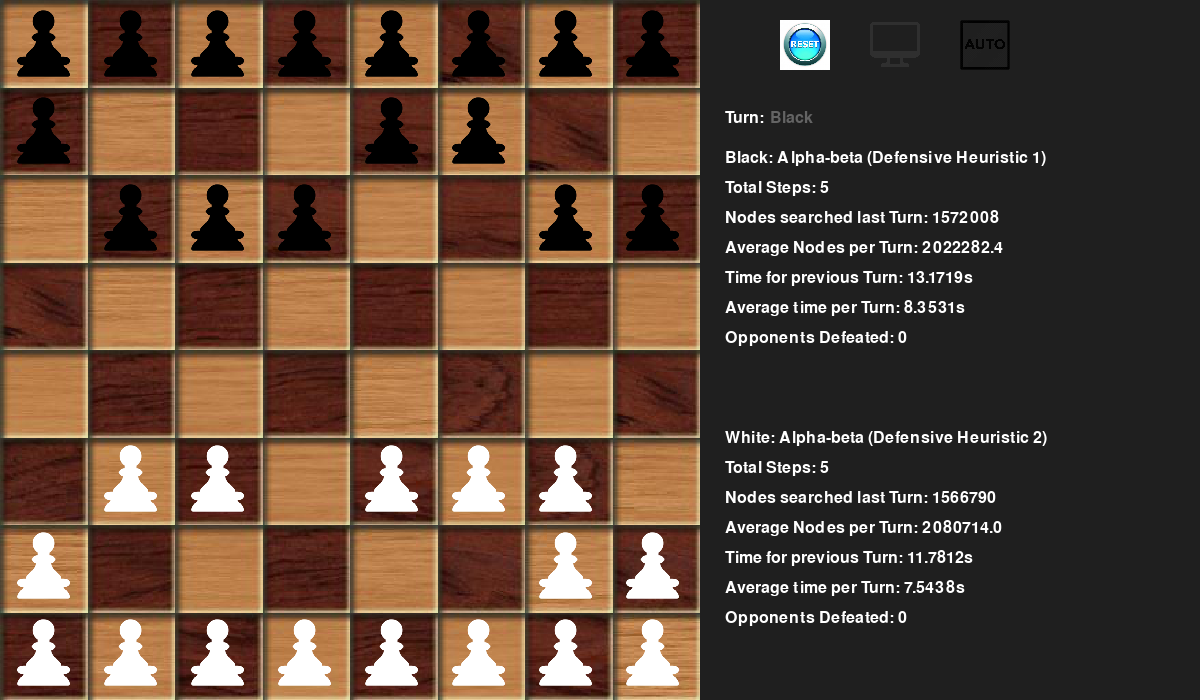 RESET
AUTO
Turn: Black
Black: Alpha-beta (Defensive Heuristic 1)
Total Steps: 5
Nodes searched last Turn: 1572008
Average Nodes per Turn: 2022282.4
Time for previous Turn: 13.1719s
Average time per Turn: 8.3531s
Opponents Defeated: 0
White: Alpha-beta (Defensive Heuristic 2)
Total Steps: 5
Nodes searched last Turn: 1566790
Average Nodes per Turn: 2080714.0
Time for previous Turn: 11.7812s
Average time per Turn: 7.5438s
Opponents Defeated: 0